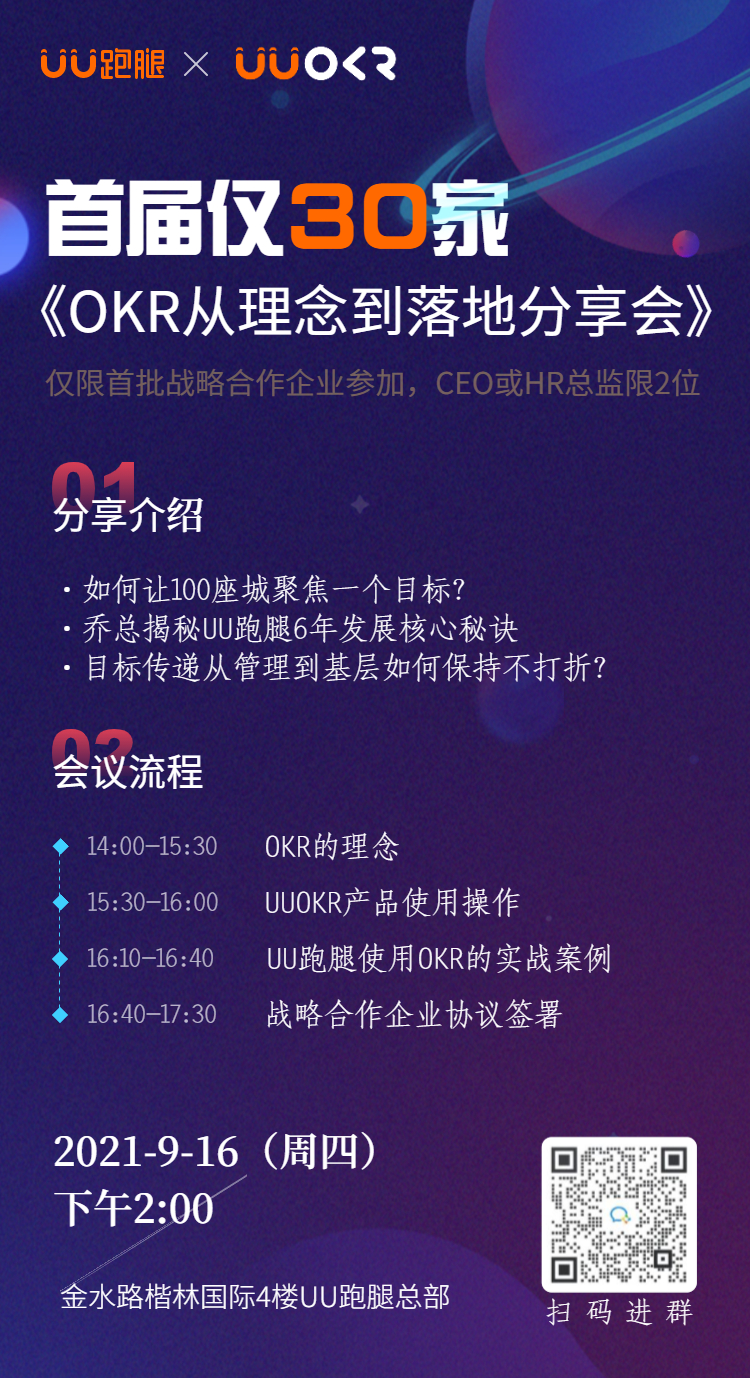 UU跑腿 × UUOKR
首届仅30家
《OKR从理念到落地分享会》
仅限首批战略合作企业参加，CEO或HR总监限2位
01
分享介绍
· 如何让100座城聚焦一个目标?
· 乔总揭秘UU跑腿6年发展核心秘诀
· 目标传递从管理到基层如何保持不打折?
02
会议流程
14:00—15:30 OKR的理念
15:30—16:00 UUOKR产品使用操作
16:10—16:40 UU跑腿使用OKR的实战案例
16:40—17:30 战略合作企业协议签署
2021-9-16（周四）
下午2:00
金水路楷林国际4楼UU跑腿总部
扫码进群